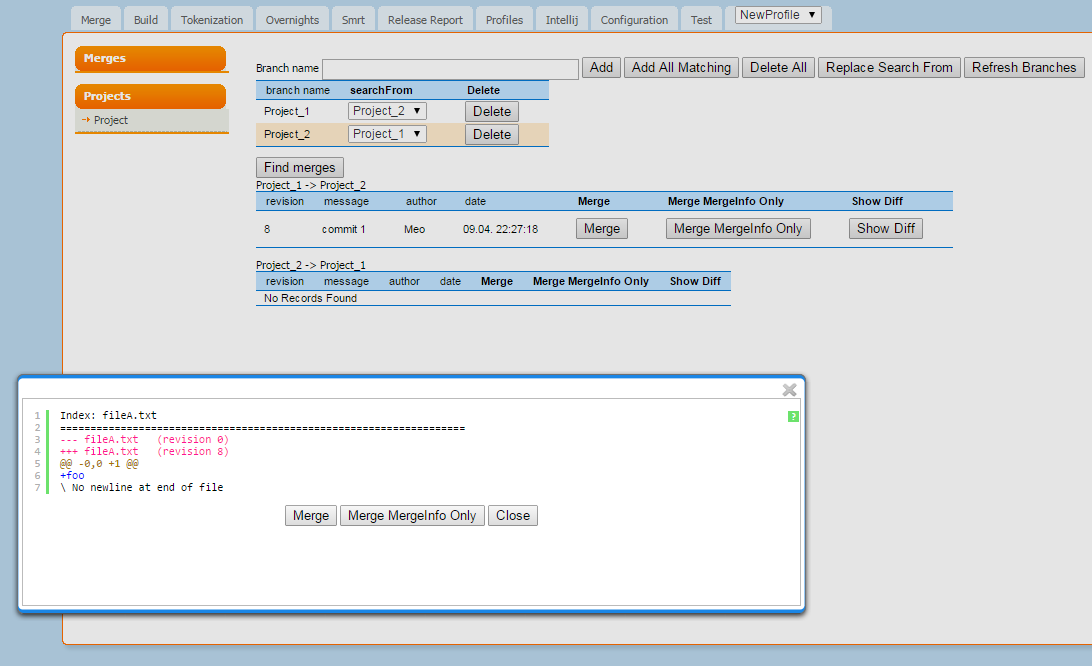 Merge Build Tokenization Overnights Smrt Release Report Profiles Intellij Configuration Test NewProfile ▼
Merges
Projects
Project
Branch name Add Add All Matching Delete All Replace Search From Refresh Branches
branch name searchFrom Delete
Project_1 Project_2 ▼ Delete
Project_2 Project_1 ▼ Delete
Find merges
Project_1 -> Project_2
revision message author date Merge Merge MergeInfo Only Show Diff
8 commit 1 Meo 09.04. 22:27:18 Merge Merge MergeInfo Only Show Diff
Project_2 -> Project_1
revision message author date Merge Merge MergeInfo Only Show Diff
No Records Found
1 Index: fileA.txt ?
2 ===================================================================
3 --- fileA.txt (revision 0)
4 +++ fileA.txt (revision 8)
5 @@ -0,0 +1 @@
6 +foo
7 \ No newline at end of file
Merge Merge MergeInfo Only Close